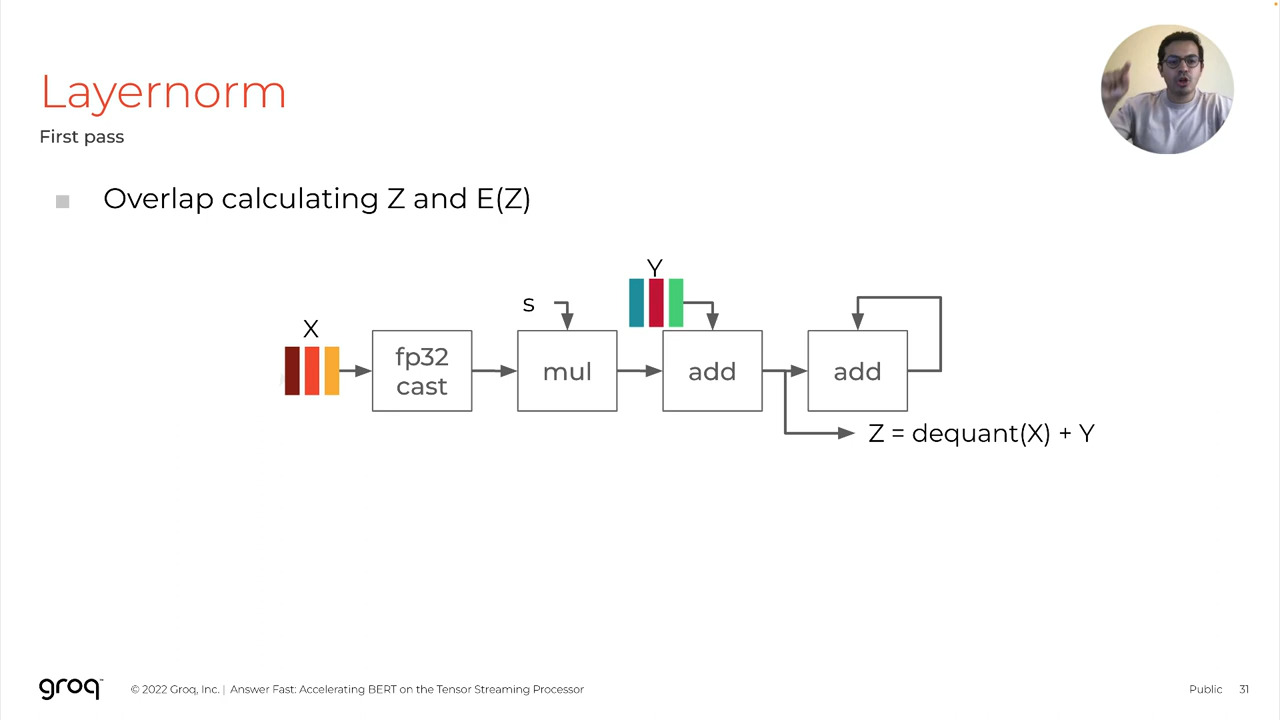 Layernorm
First pass
Overlap calculating Z and E(Z)
X
fp32
cast
s
mul
Y
add
add
Z = dequant(X) + Y
groq™
© 2022 Groq, Inc. | Answer Fast: Accelerating BERT on the Tensor Streaming Processor
Public 31